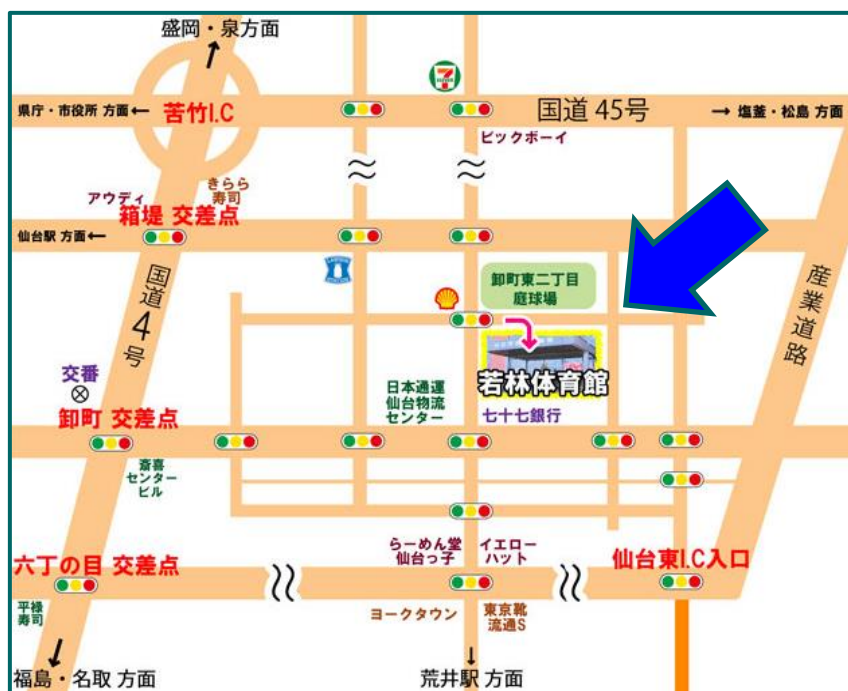 盛岡・泉方面
県庁・市役所 方面←
苦竹I.C
国道 45号
→ 塩釜・松島 方面
ビックボーイ
アウディ
きらら
寿司
箱堤 交差点
仙台駅 方面←
国道4号
卸町東二丁目
庭球場
産業道路
交番
若林体育館
日本通運
仙台物流
センター
七十七銀行
卸町 交差点
斎喜
センター
ビル
らーめん堂
仙台っ子
イエロー
ハット
六丁の目 交差点
仙台東I.C入口
平禄
寿司
ヨークタウン
東京靴
流通S
福島・名取 方面
荒井駅 方面